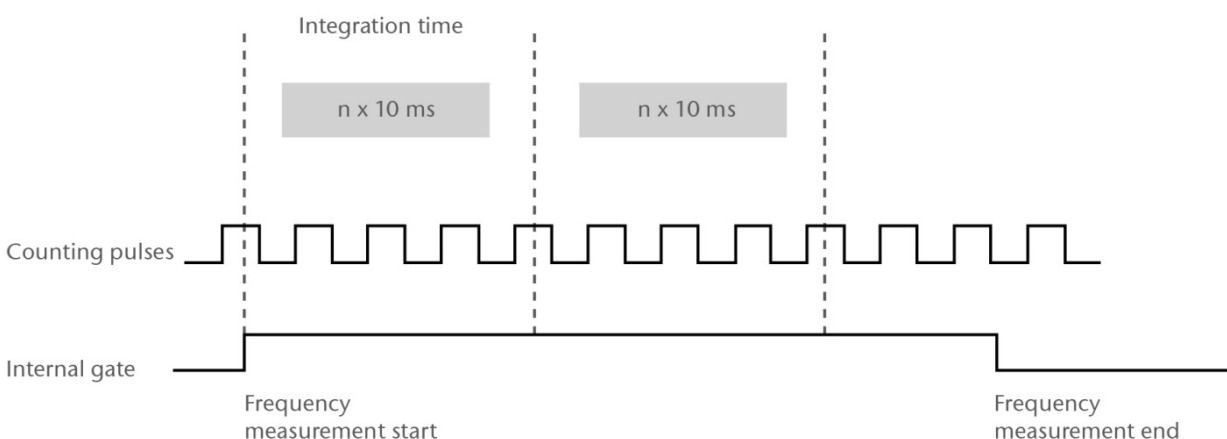 Integration time
n x 10 ms
n x 10 ms
Counting pulses
Internal gate
Frequency
measurement start
Frequency
measurement end